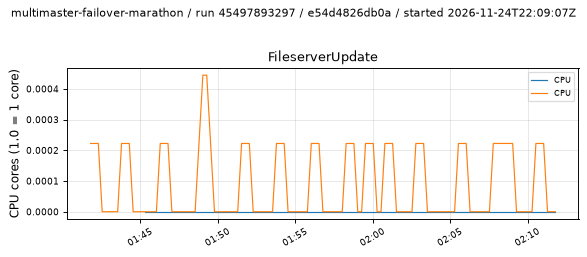 multimaster-failover-marathon / run 45497893297 / e54d4826db0a / started 2026-11-24T22:09:07Z
FileserverUpdate
CPU cores (1.0 = 1 core)
0.0004
0.0003
0.0002
0.0001
0.0000
CPU
CPU
01:45
01:50
01:55
02:00
02:05
02:10